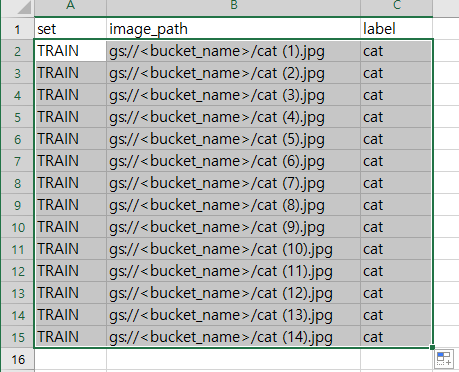 A B C
1 set image_path label
2 TRAIN gs://<bucket_name>/cat (1).jpg cat
3 TRAIN gs://<bucket_name>/cat (2).jpg cat
4 TRAIN gs://<bucket_name>/cat (3).jpg cat
5 TRAIN gs://<bucket_name>/cat (4).jpg cat
6 TRAIN gs://<bucket_name>/cat (5).jpg cat
7 TRAIN gs://<bucket_name>/cat (6).jpg cat
8 TRAIN gs://<bucket_name>/cat (7).jpg cat
9 TRAIN gs://<bucket_name>/cat (8).jpg cat
10 TRAIN gs://<bucket_name>/cat (9).jpg cat
11 TRAIN gs://<bucket_name>/cat (10).jpg cat
12 TRAIN gs://<bucket_name>/cat (11).jpg cat
13 TRAIN gs://<bucket_name>/cat (12).jpg cat
14 TRAIN gs://<bucket_name>/cat (13).jpg cat
15 TRAIN gs://<bucket_name>/cat (14).jpg cat
16